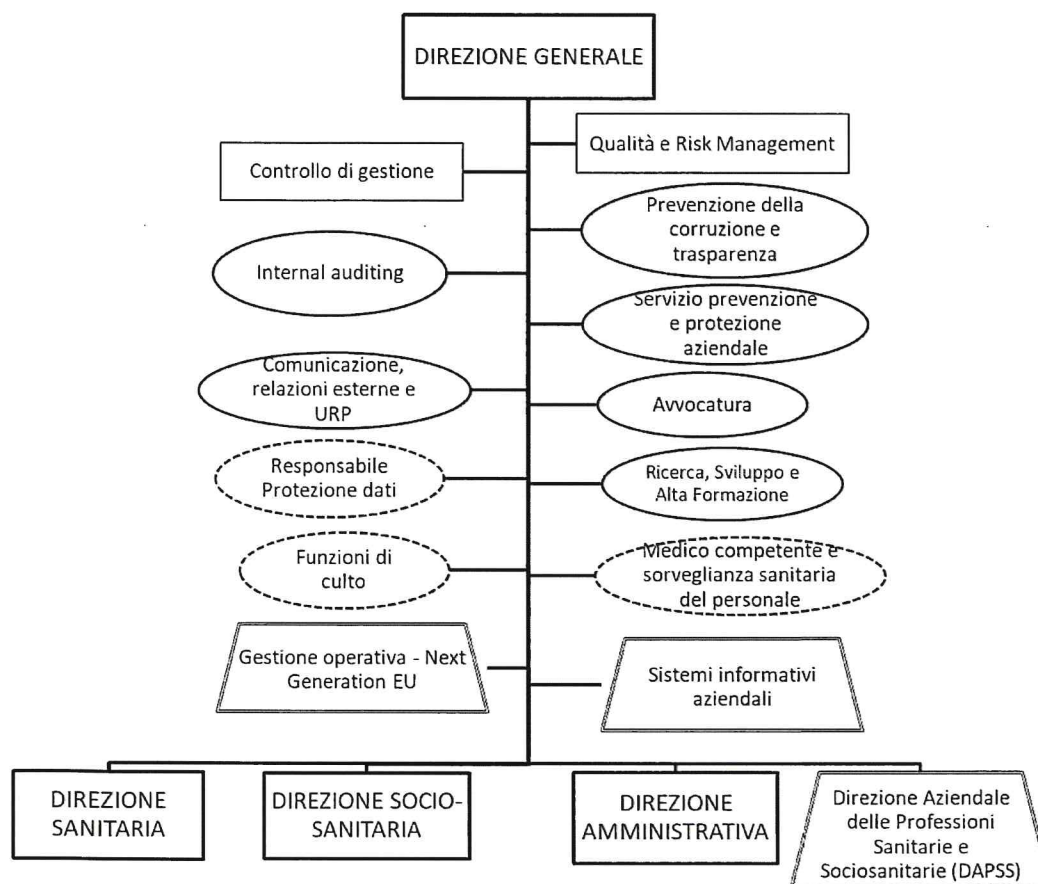 DIREZIONE GENERALE
Qualità e Risk Management
Controllo di gestione
Prevenzione della
corruzione e
trasparenza
Internal auditing
Servizio prevenzione
e protezione
aziendale
Comunicazione,
relazioni esterne e
URP
Avvocatura
Responsabile
Protezione dati
Ricerca, Sviluppo e
Alta Formazione
Funzioni di
culto
Medico competente e
sorveglianza sanitaria
del personale
Gestione operativa - Next
Generation EU
Sistemi informativi
aziendali
DIREZIONE
SANITARIA
DIREZIONE SOCIO-
SANITARIA
DIREZIONE
AMMINISTRATIVA
Direzione Aziendale
delle Professioni
Sanitarie e
Sociosanitarie (DAPSS)